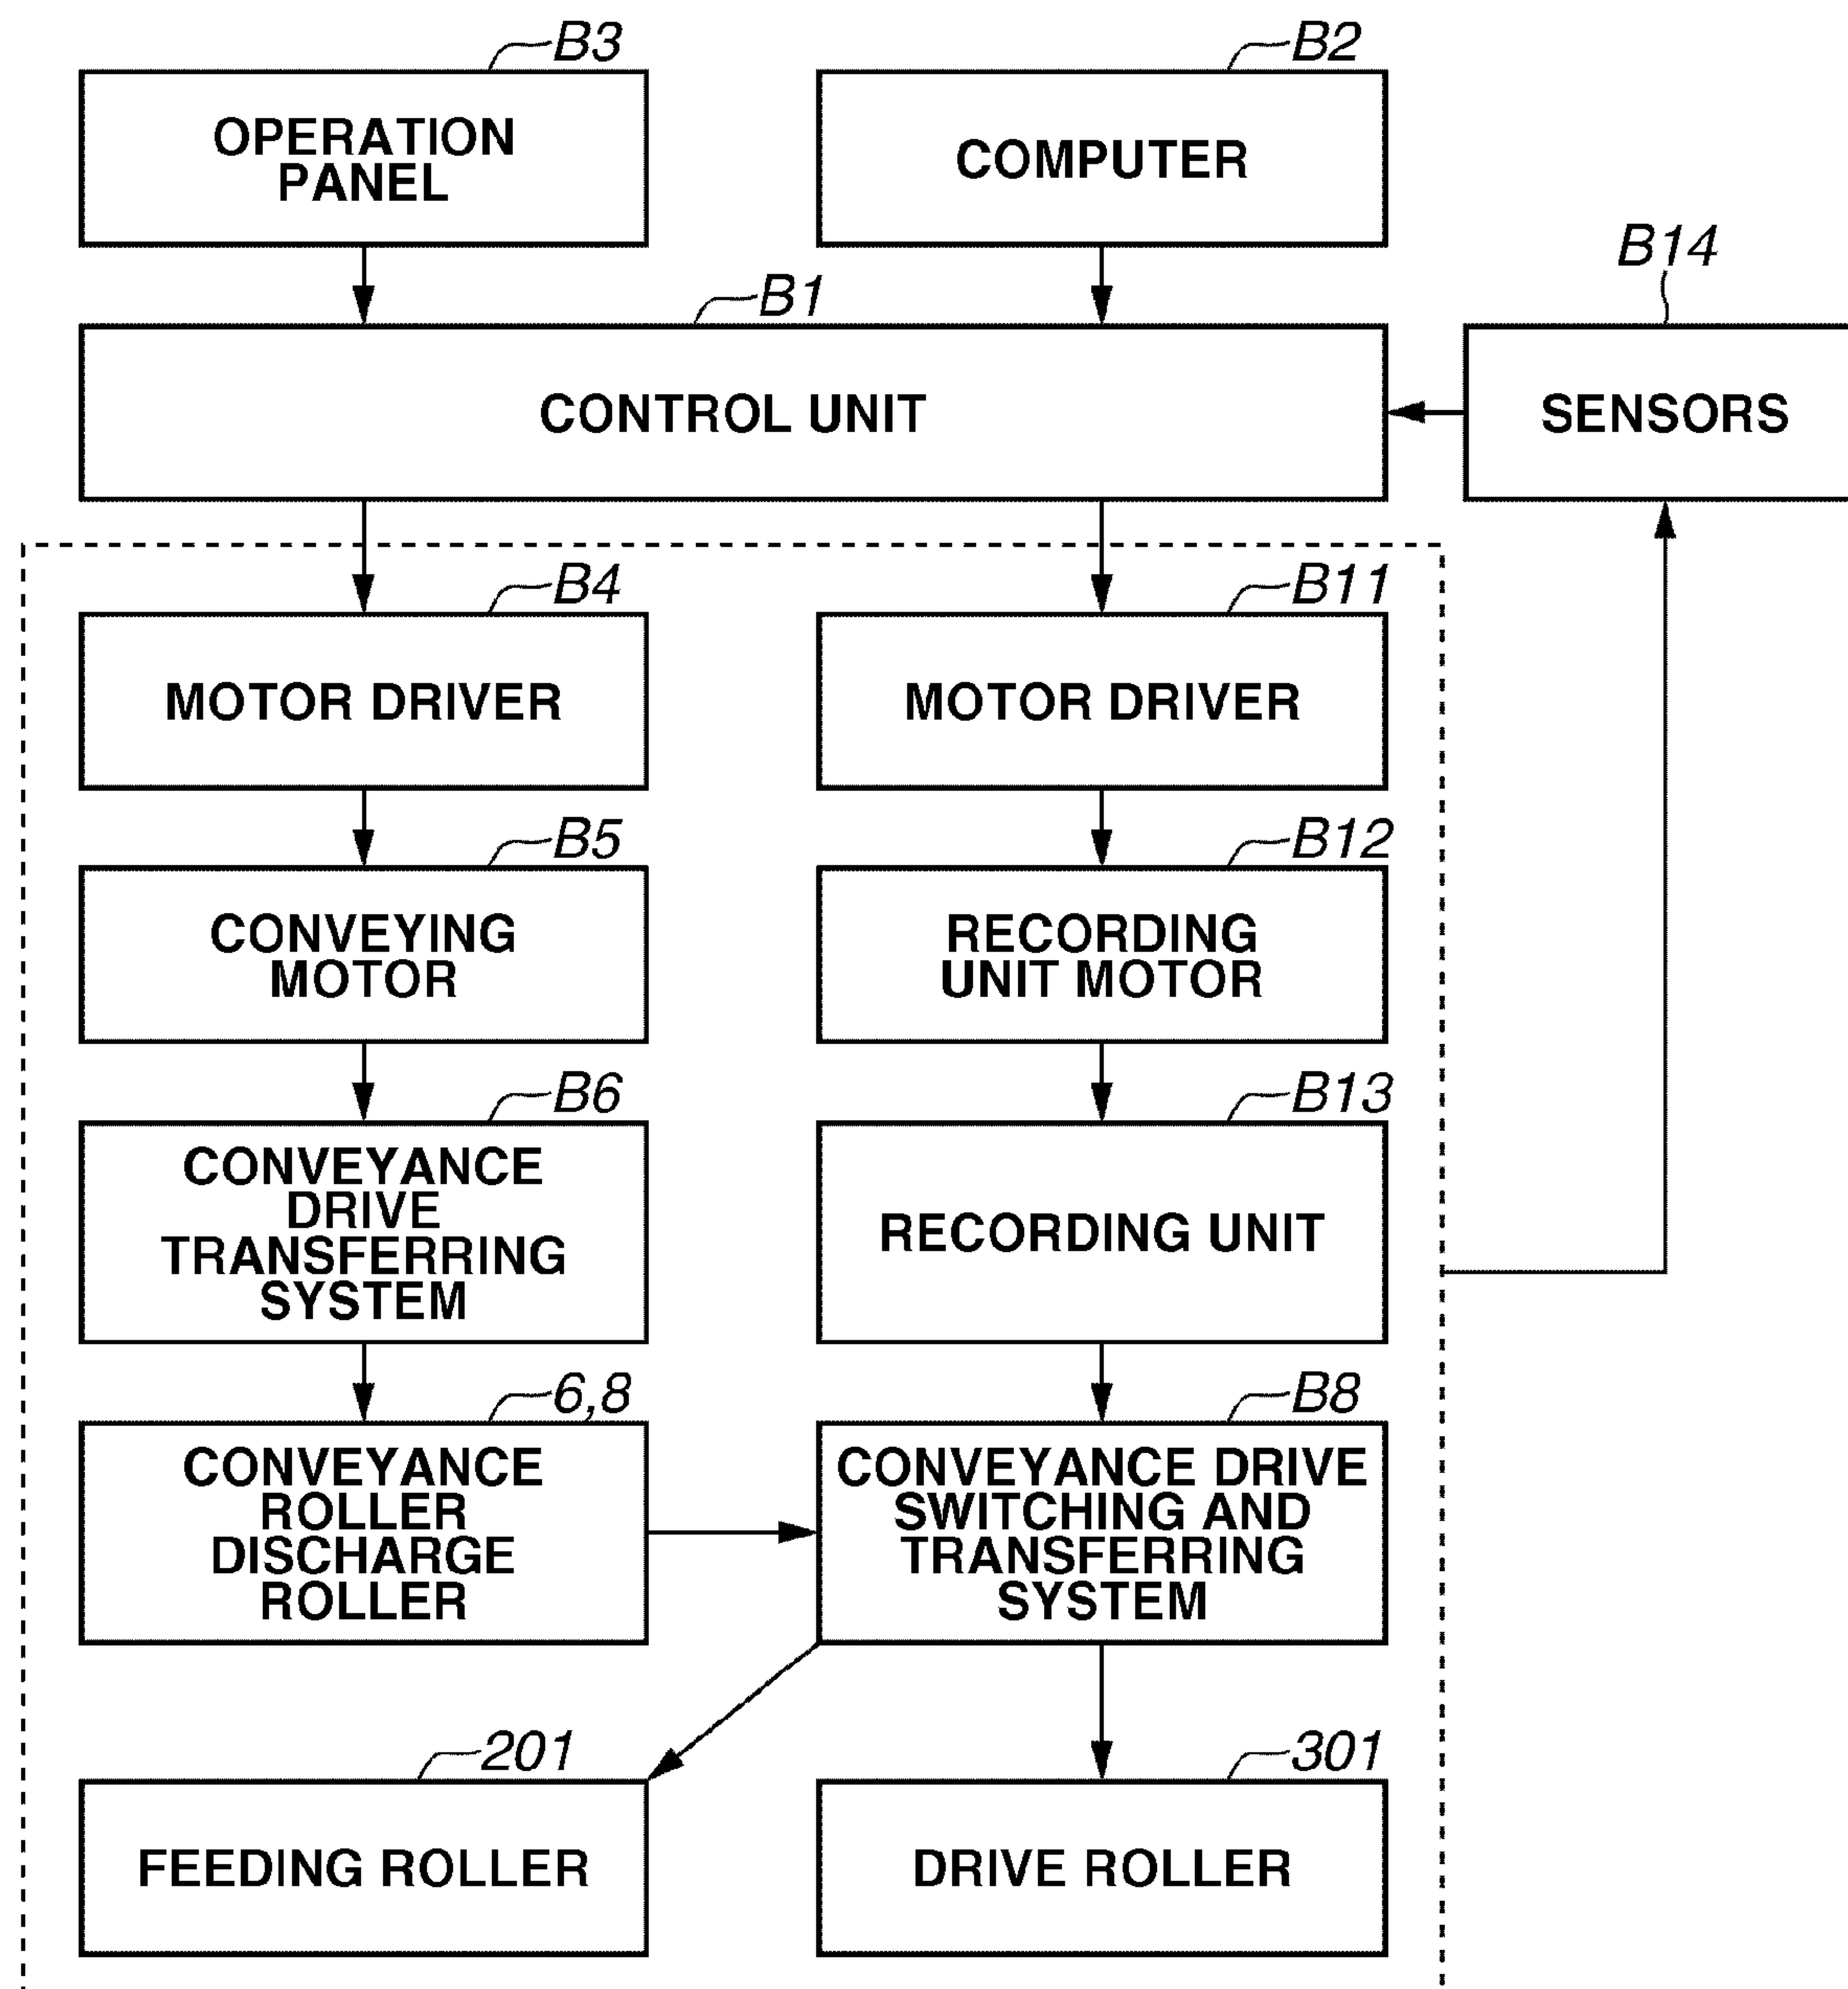 B3
B2
OPERATION
PANEL
COMPUTER
B14
B1
CONTROL UNIT
SENSORS
B4
B11
MOTOR DRIVER
MOTOR DRIVER
B5
B12
CONVEYING
MOTOR
RECORDING
UNIT MOTOR
B6
B13
CONVEYANCE
DRIVE
TRANSFERRING
SYSTEM
RECORDING UNIT
6,8
B8
CONVEYANCE
ROLLER
DISCHARGE
ROLLER
CONVEYANCE DRIVE
SWITCHING AND
TRANSFERRING
SYSTEM
201
301
FEEDING ROLLER
DRIVE ROLLER